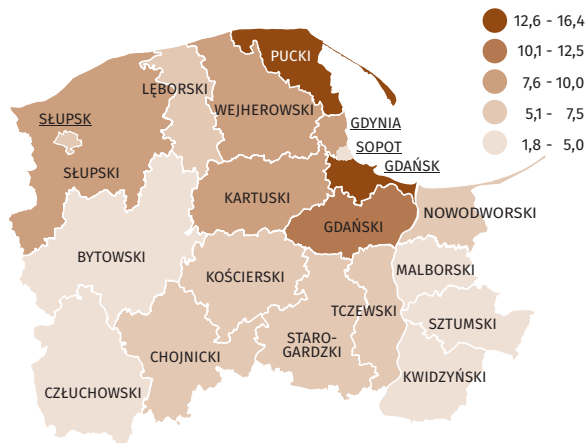 12,6 - 16,4
10,1 - 12,5
7,6 - 10,0
5,1 - 7,5
1,8 - 5,0
PUCKI
LĘBORSKI
WEJHEROWSKI
SŁUPSK
GDYNIA
SOPOT
GDAŃSK
SŁUPSKI
KARTUSKI
NOWODWORSKI
GDAŃSKI
BYTOWSKI
KOŚCIERSKI
MALBORSKI
TCZEWSKI
SZTUMSKI
STARO-
GARDZKI
CHOJNICKI
KWIDZYŃSKI
CZŁUCHOWSKI